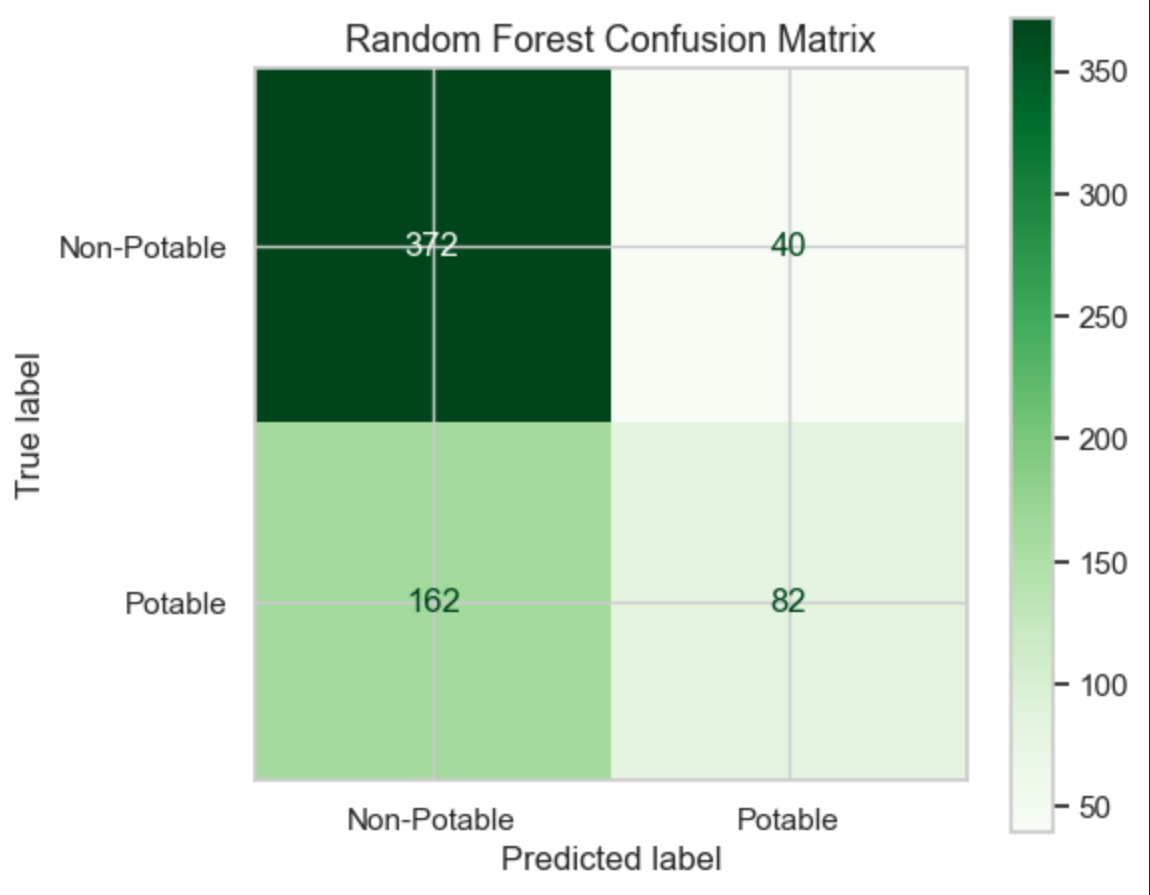 Random Forest Confusion Matrix
True label
Non-Potable
372
40
Potable
162
82
Non-Potable
Potable
Predicted label
350
300
250
200
150
100
50